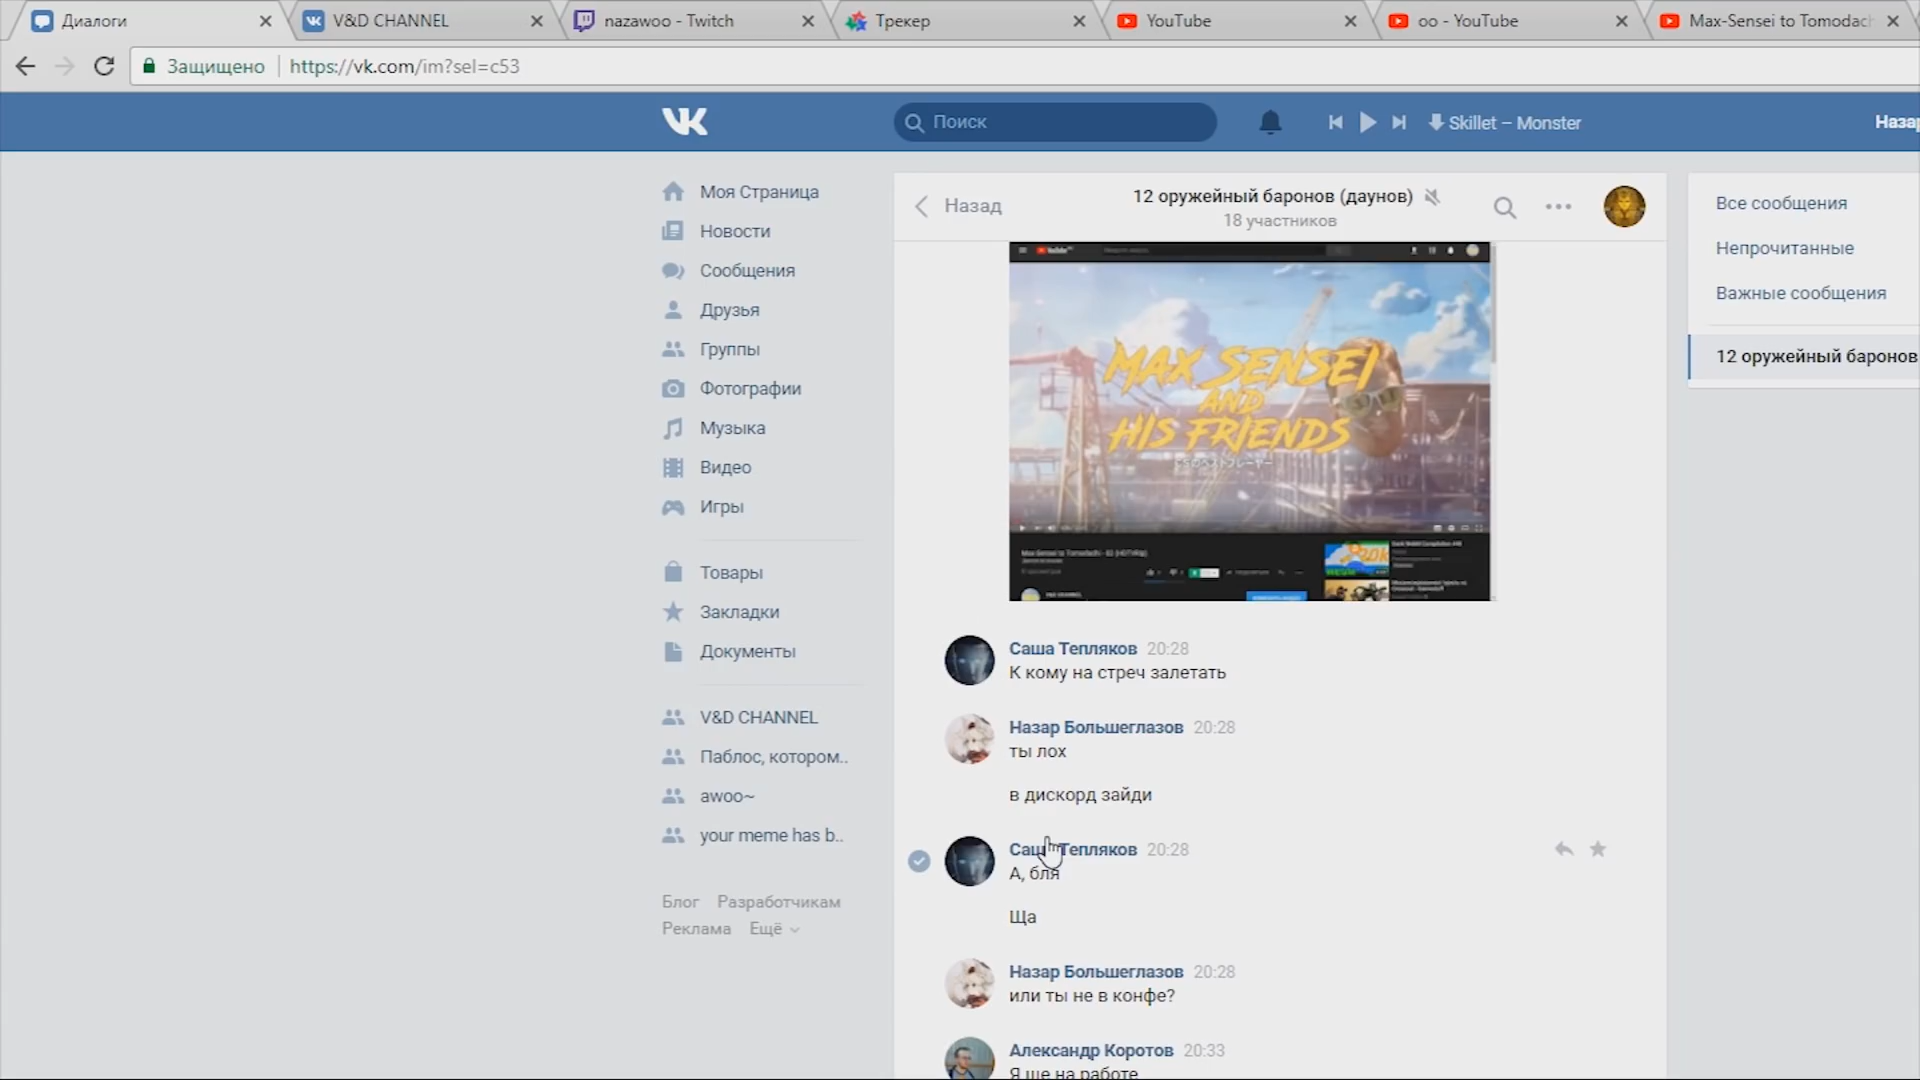 Диалоги
V&D CHANNEL
nazawoo - Twitch
Трекер
YouTube
oo - YouTube
Max-Sensei to Tomodac
Защищено
https://vk.com/im?sel=c53
Поиск
Skillet – Monster
Назар
Моя Страница
Новости
Сообщения
Друзья
Группы
Фотографии
Музыка
Видео
Игры
Товары
Закладки
Документы
V&D CHANNEL
Паблос, котором..
awoo~
your meme has b..
Блог Разработчикам
Реклама Ещё
Назад
12 оружейный баронов (даунов)
18 участников
MAX SENSEI
AND
HIS FRIENDS
Саша Тепляков 20:28
К кому на стреч залетать
Назар Большеглазов 20:28
ты лох
в дискорд зайди
Саша Тепляков 20:28
А, бля
Ща
Назар Большеглазов 20:28
или ты не в конфе?
Александр Коротов 20:33
Я ще на работе
Все сообщения
Непрочитанные
Важные сообщения
12 оружейный баронов